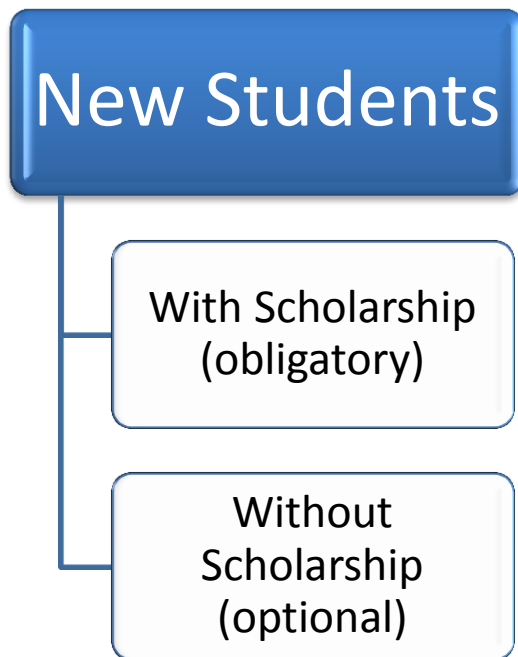 New Students
With Scholarship
(obligatory)
Without
Scholarship
(optional)